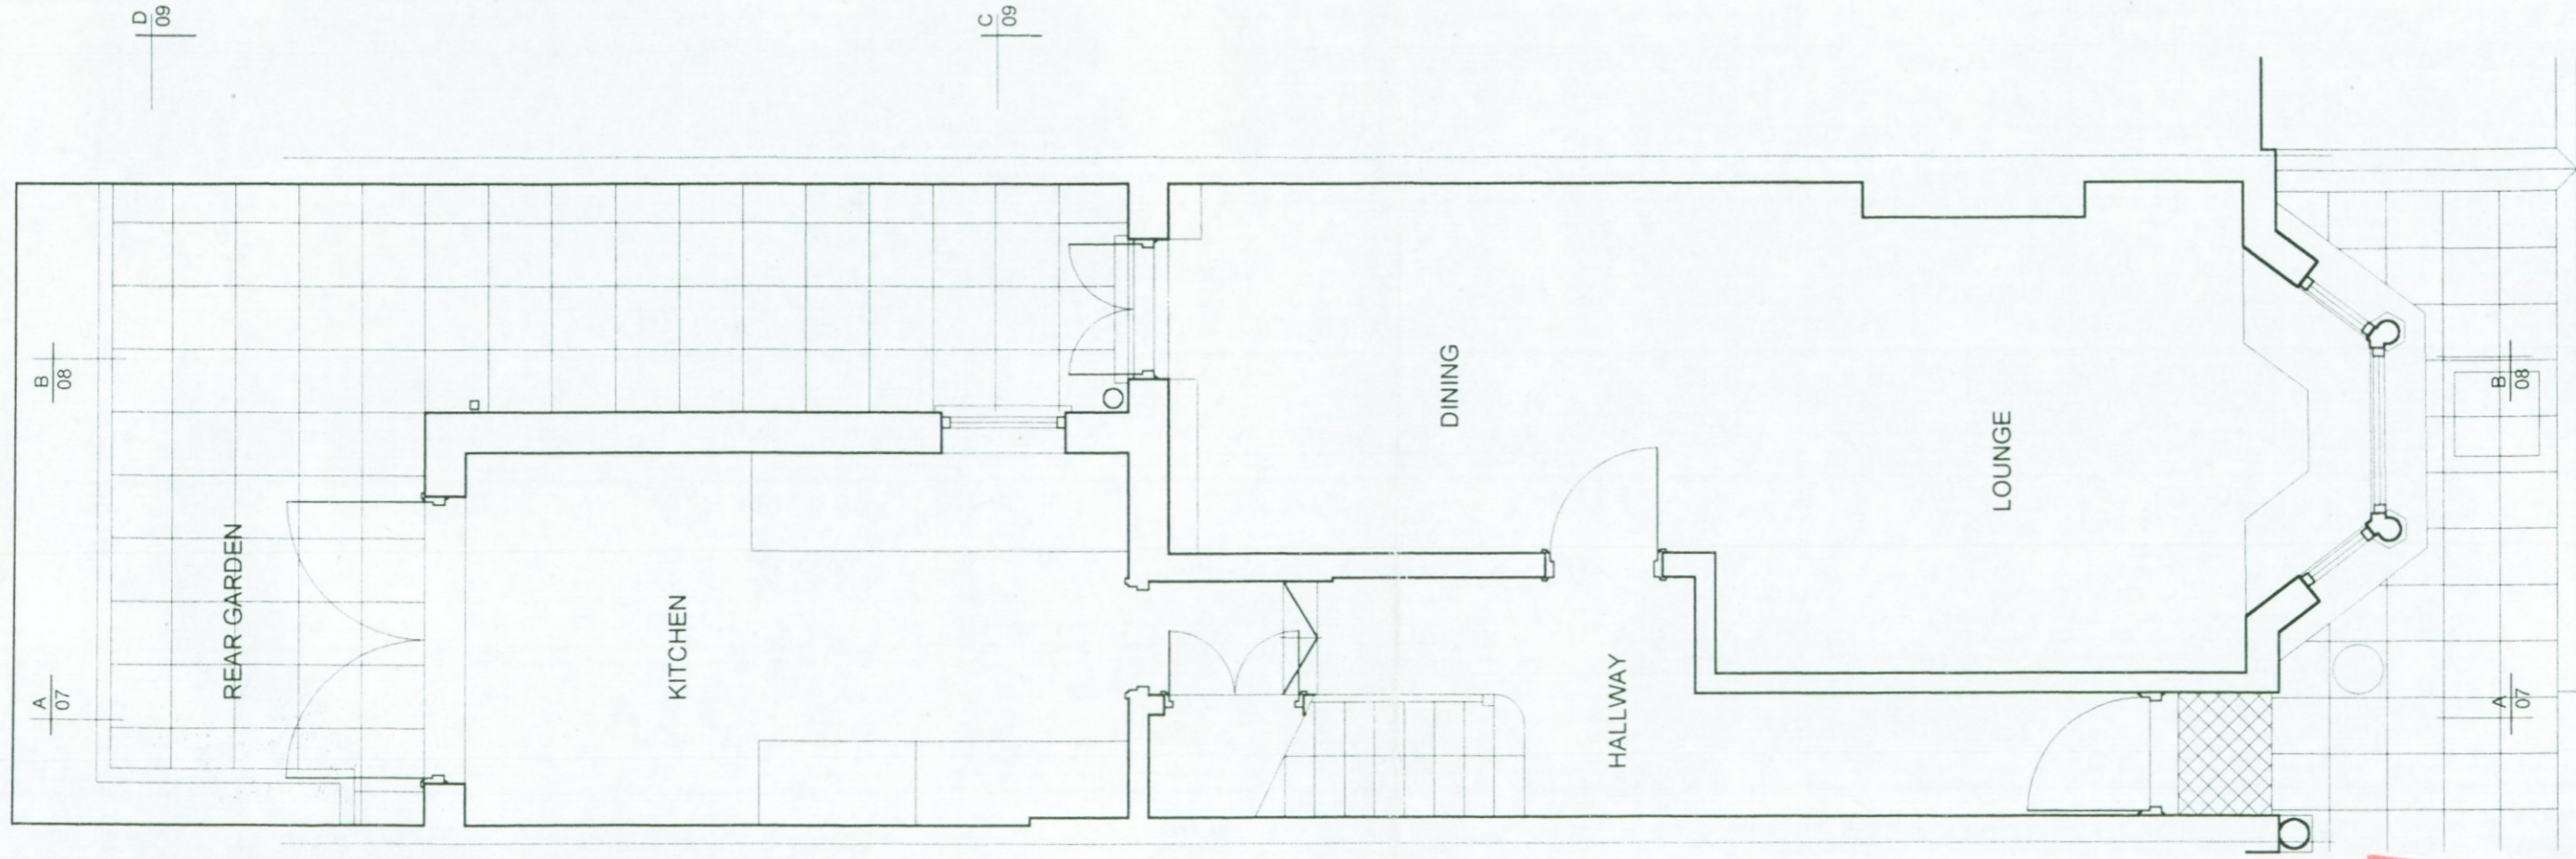 D
09
C
09
B
08
A
07
REAR GARDEN
KITCHEN
DINING
LOUNGE
HALLWAY
B
08
A
07